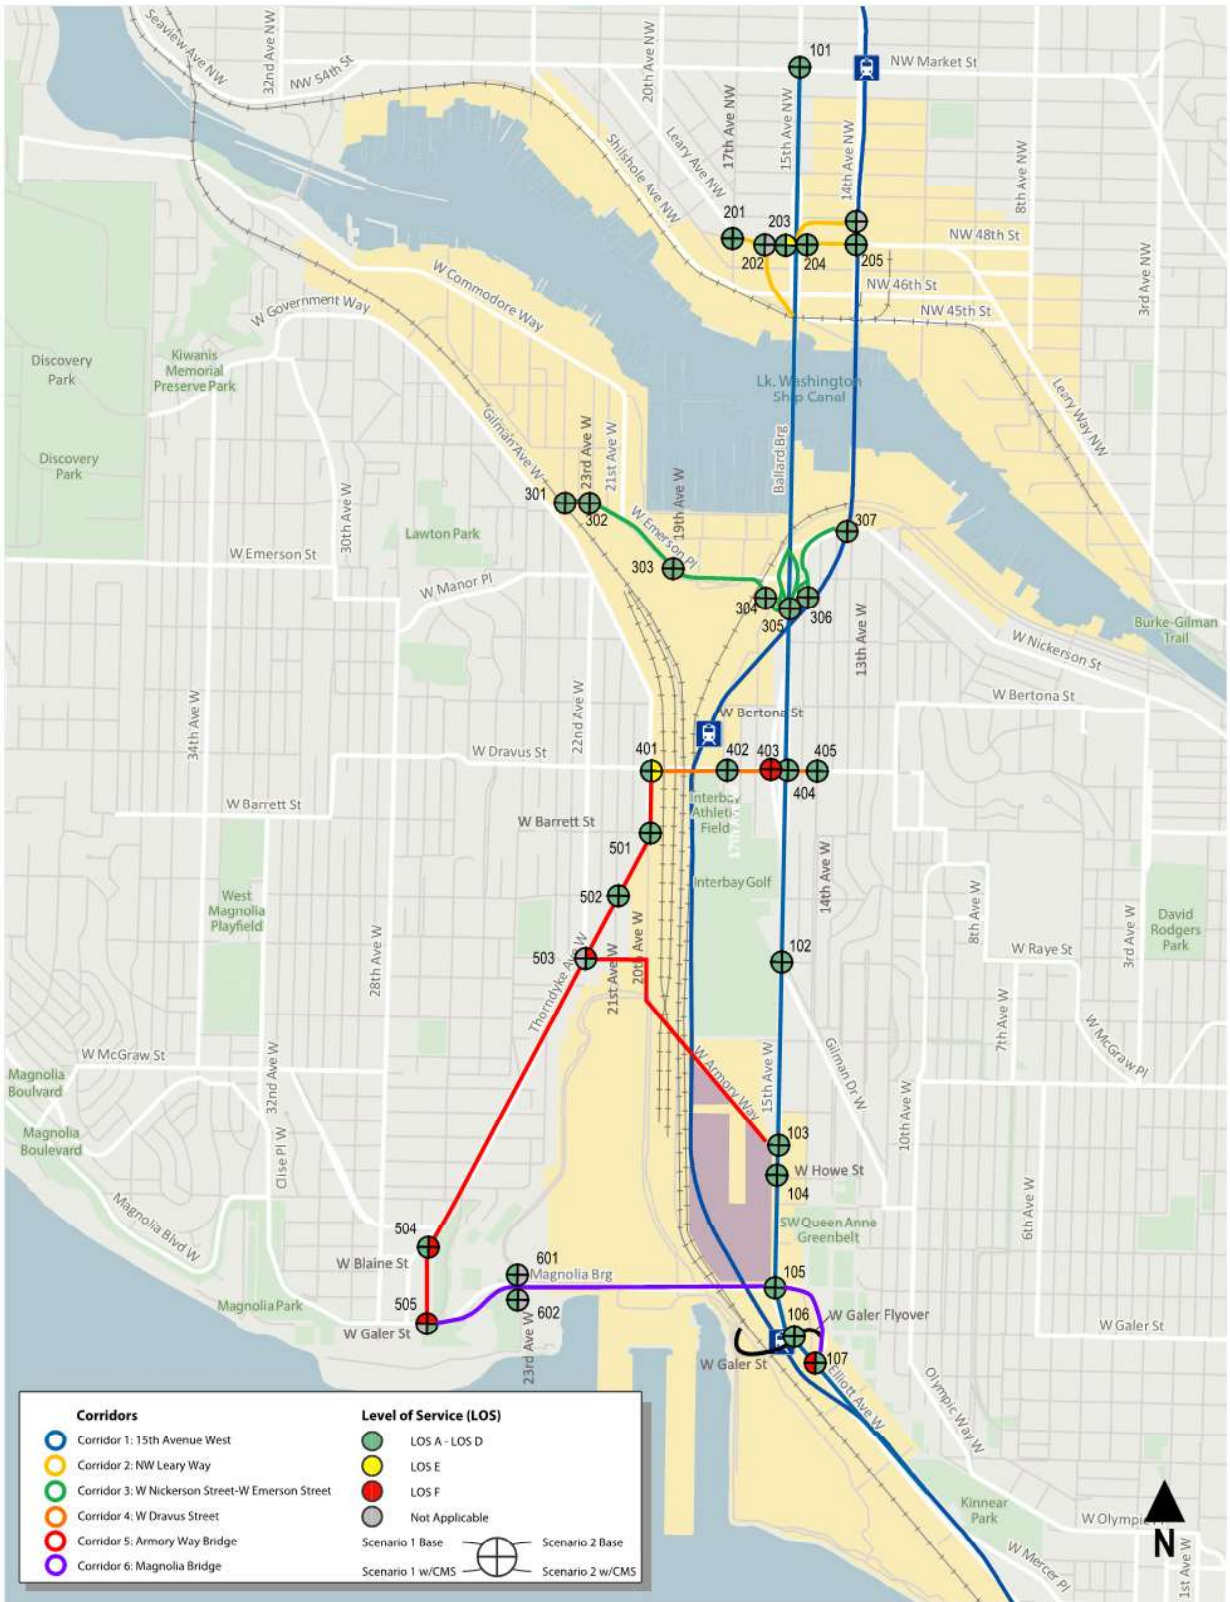 Seaview Ave NW
32nd Ave NW
NW 54th St
20th Ave NW
Leary Ave NW
17th Ave NW
15th Ave NW
101
NW Market St
14th Ave NW
8th Ave NW
3rd Ave NW
Shilshole Ave NW
201
203
202
204
205
NW 48th St
NW 46th St
NW 45th St
W Commodore Way
W Government Way
Discovery
Park
Kiwanis
Memorial
Preserve Park
Lk. Washington
Ship Canal
Leary Way NW
Discovery
Park
Gilman Ave W
23rd Ave W
21st Ave W
Ballard Brg
19th Ave W
301
302
30th Ave W
Lawton Park
W Emerson Pl
307
W Emerson St
303
W Manor Pl
304
305
306
13th Ave W
Burke-Gilman
Trail
W Nickerson St
34th Ave W
22nd Ave W
W Bertona St
W Bertona St
W Dravus St
401
402
403
405
404
W Barrett St
Interbay
Athletic
Field
W Barrett St
501
West
Magnolia
Playfield
502
Interbay Golf
14th Ave W
8th Ave W
3rd Ave W
David
Rodgers
Park
28th Ave W
503
Thorndyke Ave W
21st Ave W
20th Ave W
102
W Raye St
7th Ave W
W McGraw St
W McGraw Pl
Magnolia
Boulvard
32nd Ave W
W Armory Way
15th Ave W
Gilman Dr W
10th Ave W
Magnolia
Boulevard
Clise Pl W
103
W Howe St
104
6th Ave W
Magnolia Blvd W
504
W Blaine St
SW Queen Anne
Greenbelt
601
Magnolia Brg
602
105
Magnolia Park
505
W Galer St
23rd Ave W
106
W Galer Flyover
W Galer St
W Galer St
107
Elliott Ave W
Olympic Way W
Corridors
Corridor 1: 15th Avenue West
Corridor 2: NW Leary Way
Corridor 3: W Nickerson Street-W Emerson Street
Corridor 4: W Dravus Street
Corridor 5: Armory Way Bridge
Corridor 6: Magnolia Bridge
Level of Service (LOS)
LOS A - LOS D
LOS E
LOS F
Not Applicable
Scenario 1 Base
Scenario 2 Base
Scenario 1 w/CMS
Scenario 2 w/CMS
Kinnear
Park
W Olympic
W Mercer Pl
1st Ave W
N